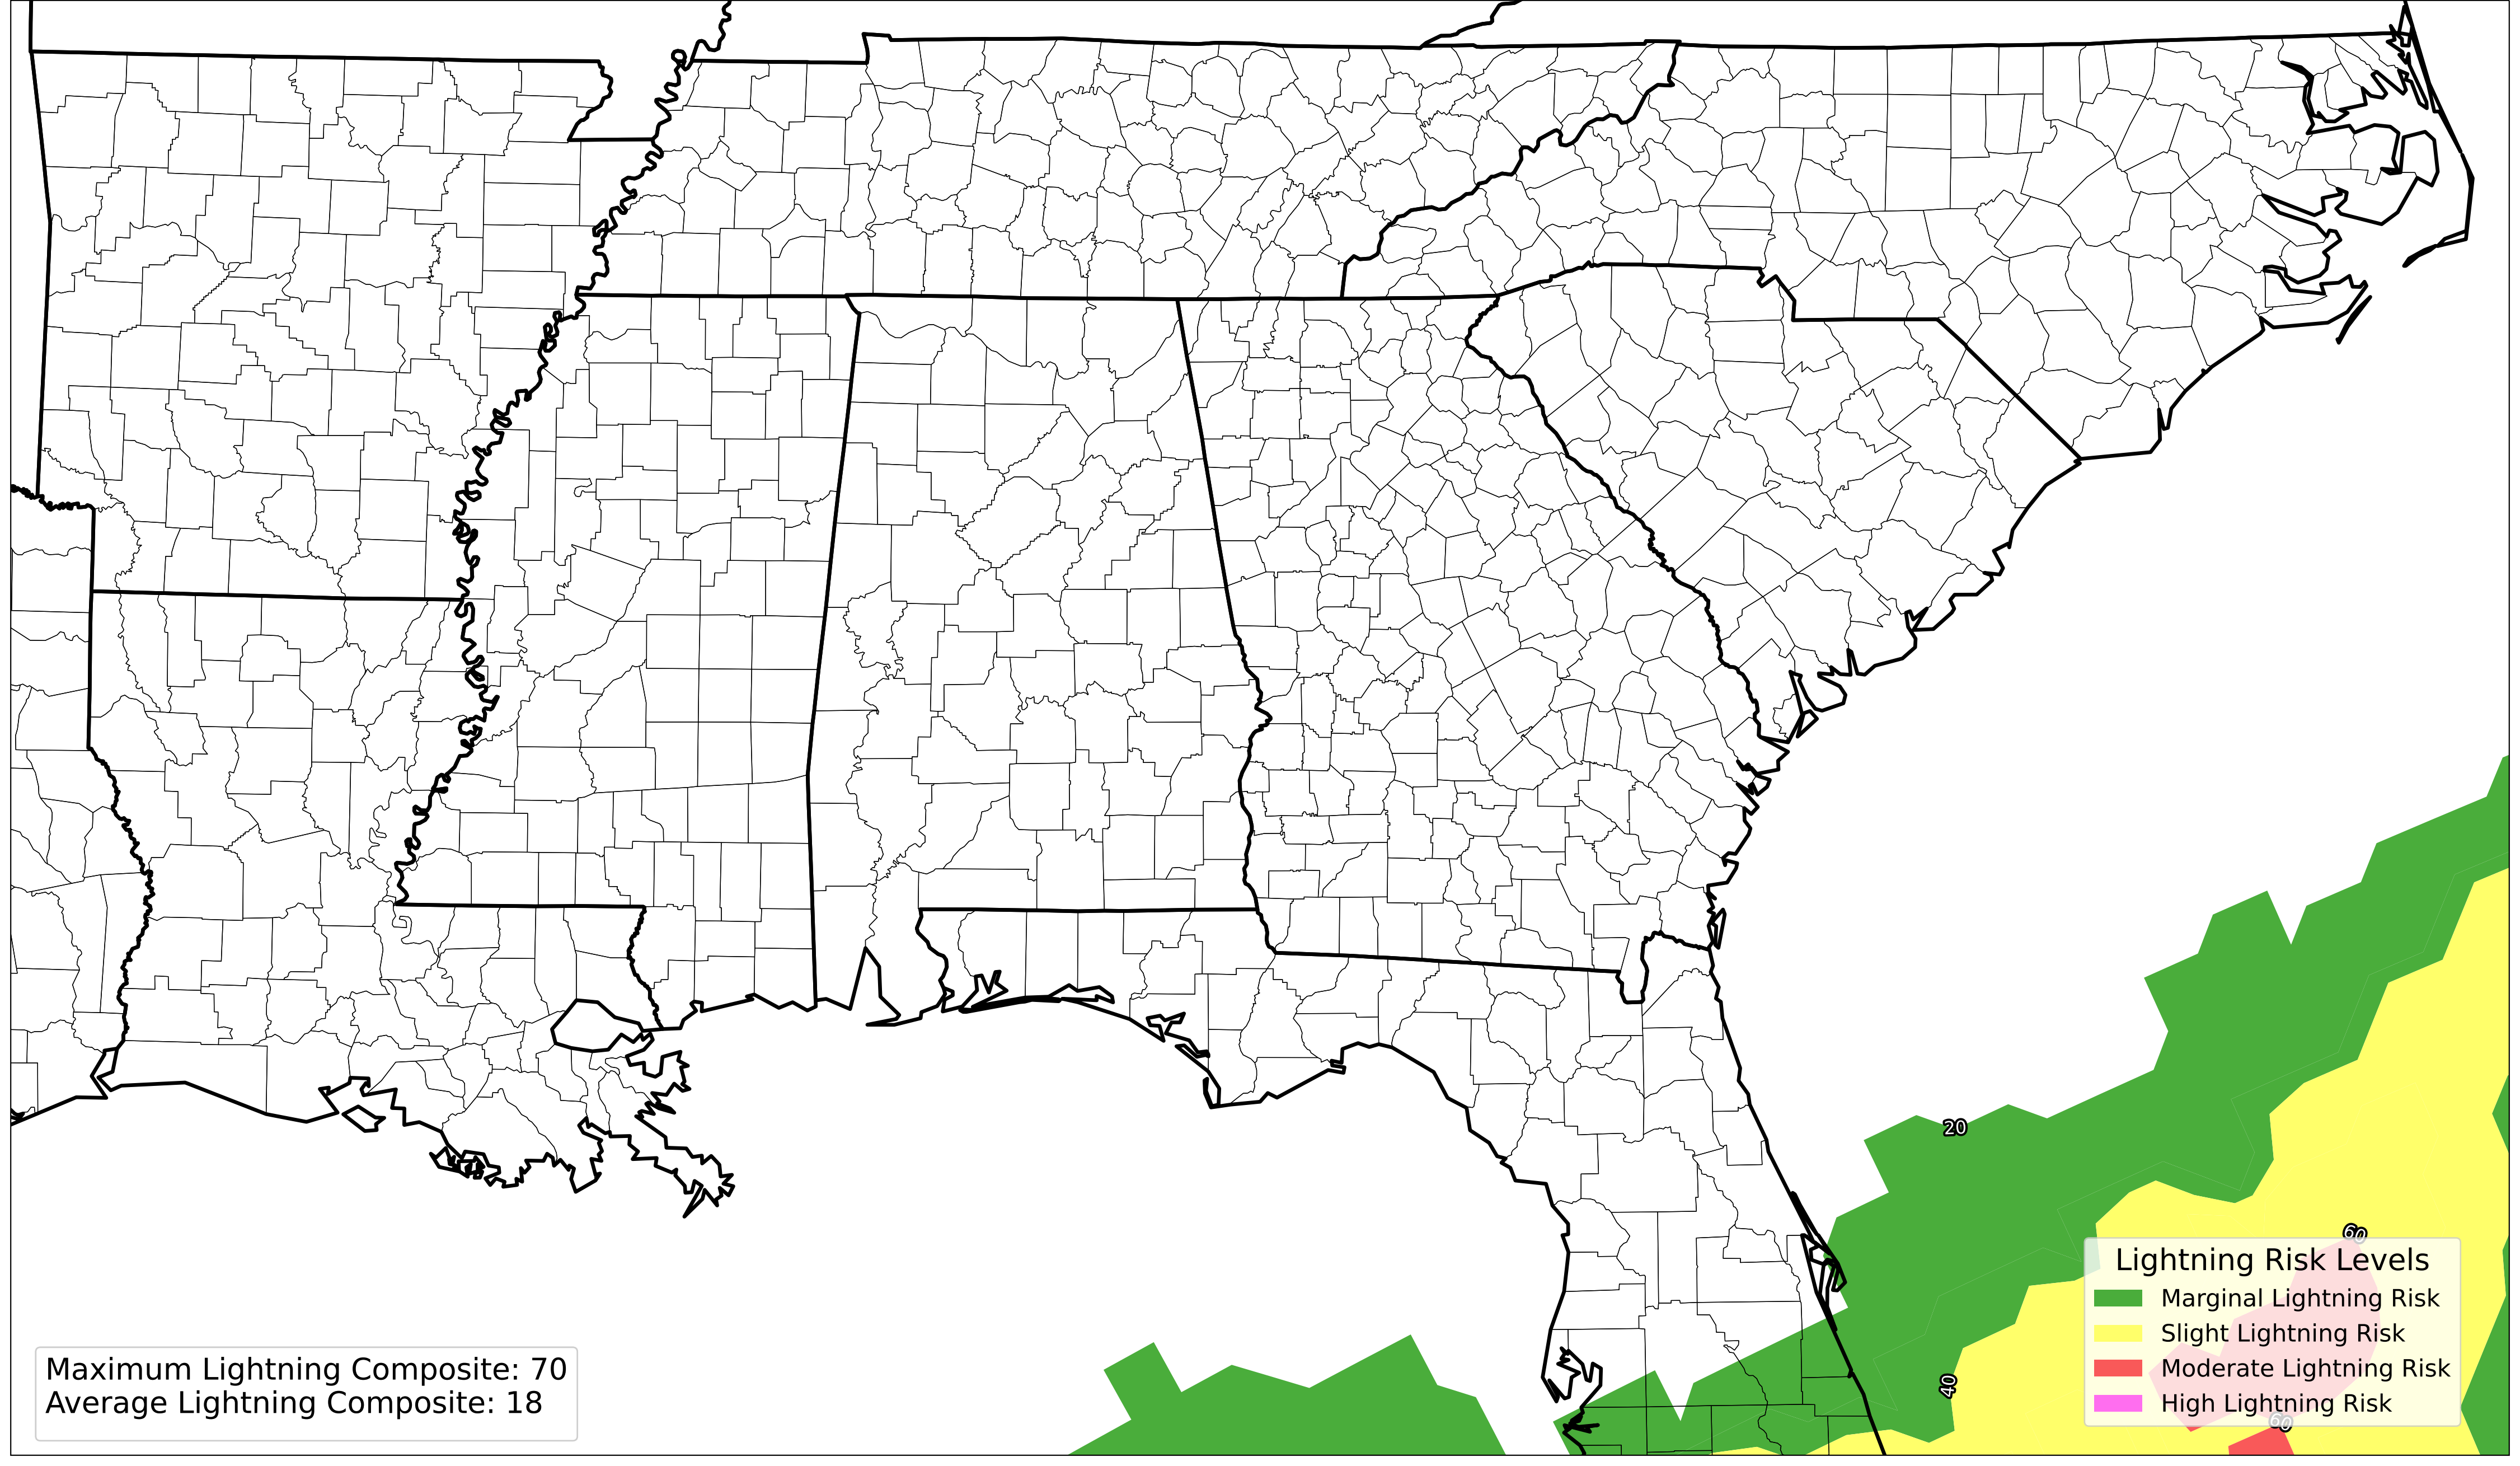 20
60
Lightning Risk Levels
Marginal Lightning Risk
Slight Lightning Risk
Moderate Lightning Risk
High Lightning Risk
40
60
Maximum Lightning Composite: 70
Average Lightning Composite: 18